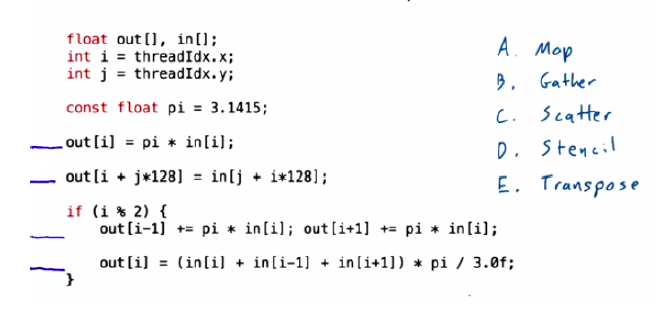 float out[], in[];
int i = threadIdx.x;
int j = threadIdx.y;
const float pi = 3.1415;
out[i] = pi * in[i];
out[i + j*128] = in[j + i*128];
if (i % 2) {
out[i-1] += pi * in[i]; out[i+1] += pi * in[i];
out[i] = (in[i] + in[i-1] + in[i+1]) * pi / 3.0f;
}
A. Map
B. Gather
C. Scatter
D. Stencil
E. Transpose